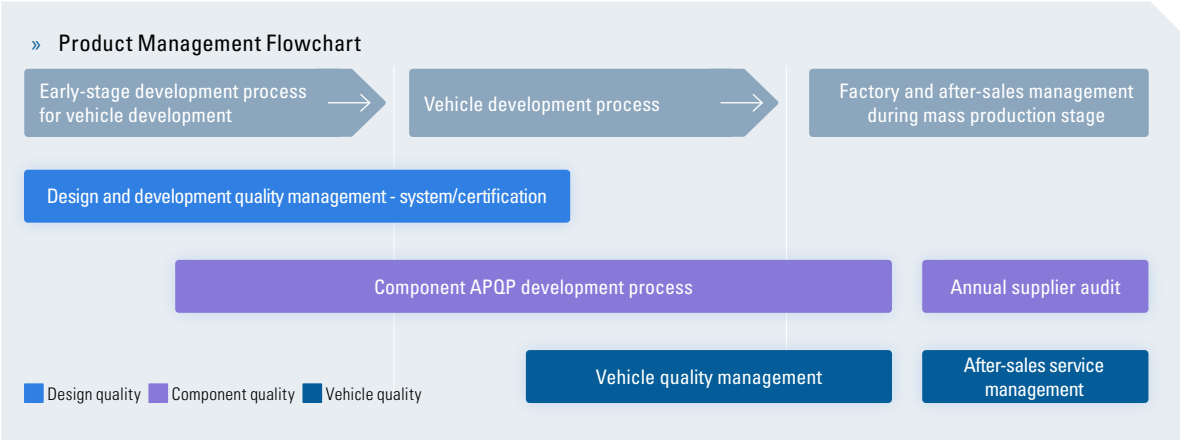 » Product Management Flowchart
Early-stage development process
for vehicle development
Vehicle development process
Factory and after-sales management
during mass production stage
Design and development quality management - system/certification
Component APQP development process
Annual supplier audit
Vehicle quality management
After-sales service
management
Design quality
Component quality
Vehicle quality